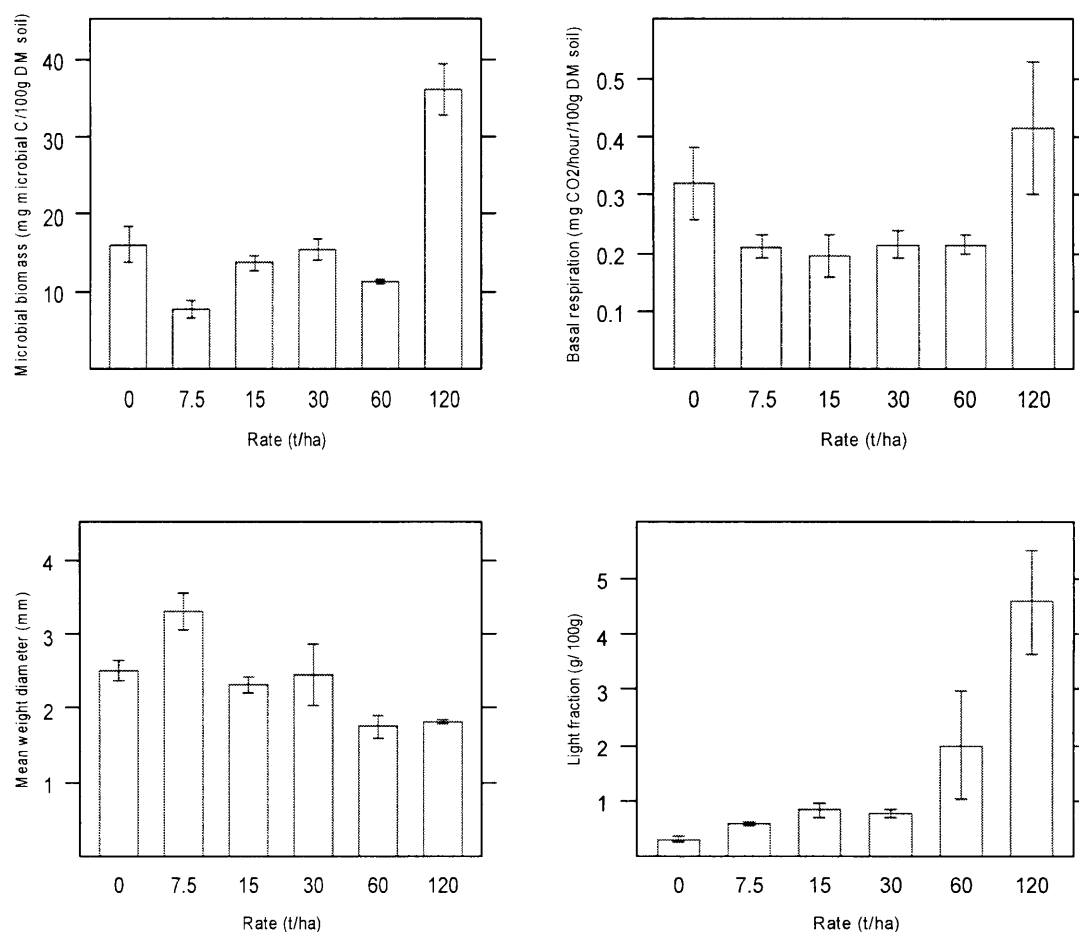 Microbial biomass (mg microbial C/100g DM soil)
40
30
20
10
0 7.5 15 30 60 120
Rate (t/ha)
Basal respiration (mg CO2/hour/100g DM soil)
0.5
0.4
0.3
0.2
0.1
0 7.5 15 30 60 120
Rate (t/ha)
Mean weight diameter (mm)
4
3
2
1
0 7.5 15 30 60 120
Rate (t/ha)
Light fraction (g/ 100g)
5
4
3
2
1
0 7.5 15 30 60 120
Rate (t/ha)